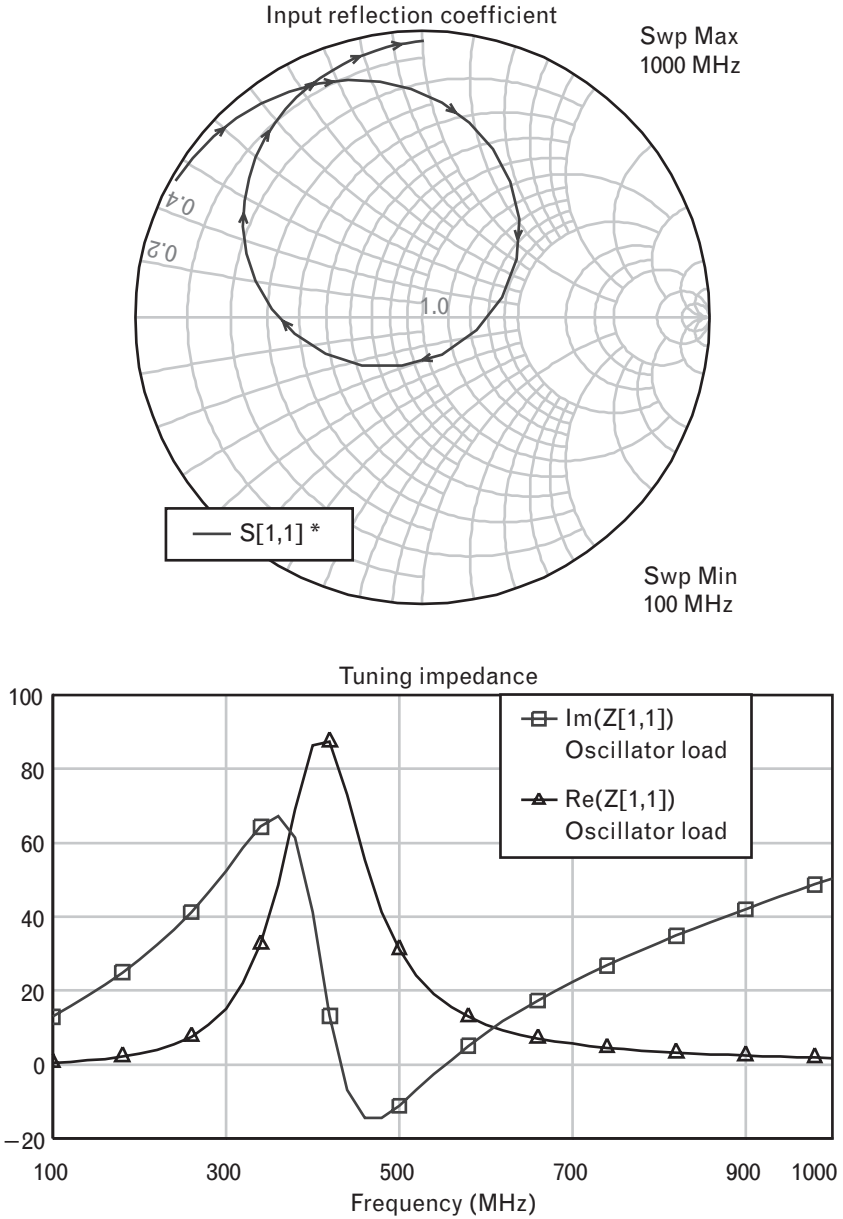 Input reflection coefficient
Swp Max
1000 MHz
0.4
0.2
1.0
S[1,1] *
Swp Min
100 MHz
Tuning impedance
100
80
60
40
20
0
−20
Im(Z[1,1])
Oscillator load
Re(Z[1,1])
Oscillator load
100 300 500 700 900 1000
Frequency (MHz)